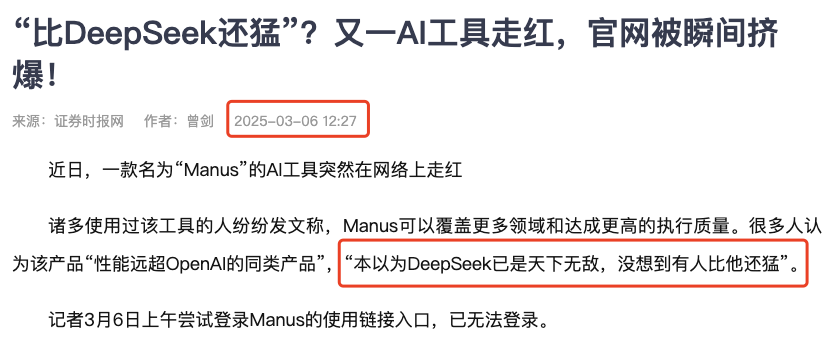 “比DeepSeek还猛”？又一AI工具走红，官网被瞬间挤
爆！
来源：证券时报网 作者：曾剑 2025-03-06 12:27
近日，一款名为“Manus”的AI工具突然在网络上走红
诸多使用过该工具的人纷纷发文称，Manus可以覆盖更多领域和达成更高的执行质量。很多人认
为该产品“性能远超OpenAI的同类产品”，“本以为DeepSeek已是天下无敌，没想到有人比他还猛”。
记者3月6日上午尝试登录Manus的使用链接入口，已无法登录。